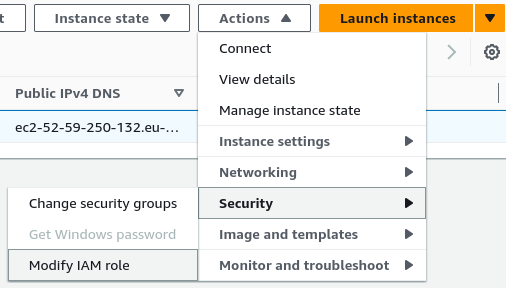 Instance state
Actions
Launch instances
Connect
Public IPv4 DNS
View details
Manage instance state
ec2-52-59-250-132.eu-...
Instance settings
Networking
Change security groups
Security
Get Windows password
Image and templates
Modify IAM role
Monitor and troubleshoot